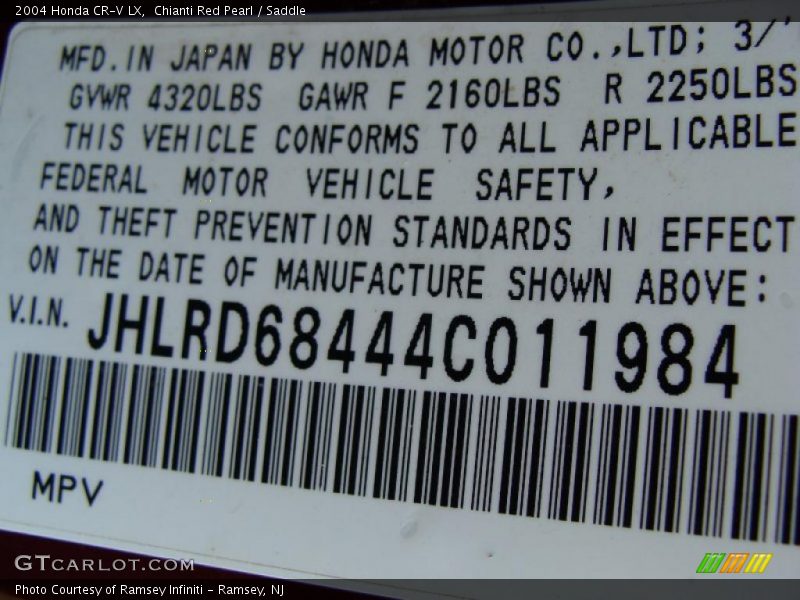 2004 Honda CR-V LX,  Chianti Red Pearl / Saddle
MFD. IN JAPAN BY HONDA MOTOR CO.,LTD; 3/
GVWR 4320LBS GAWR F 2160LBS R 2250LBS
THIS VEHICLE CONFORMS TO ALL APPLICABLE
FEDERAL MOTOR VEHICLE SAFETY,
AND THEFT PREVENTION STANDARDS IN EFFECT
ON THE DATE OF MANUFACTURE SHOWN ABOVE:
V.I.N. JHLRD68444C011984
MPV
GTCARLOT.COM
Photo Courtesy of Ramsey Infiniti - Ramsey, NJ